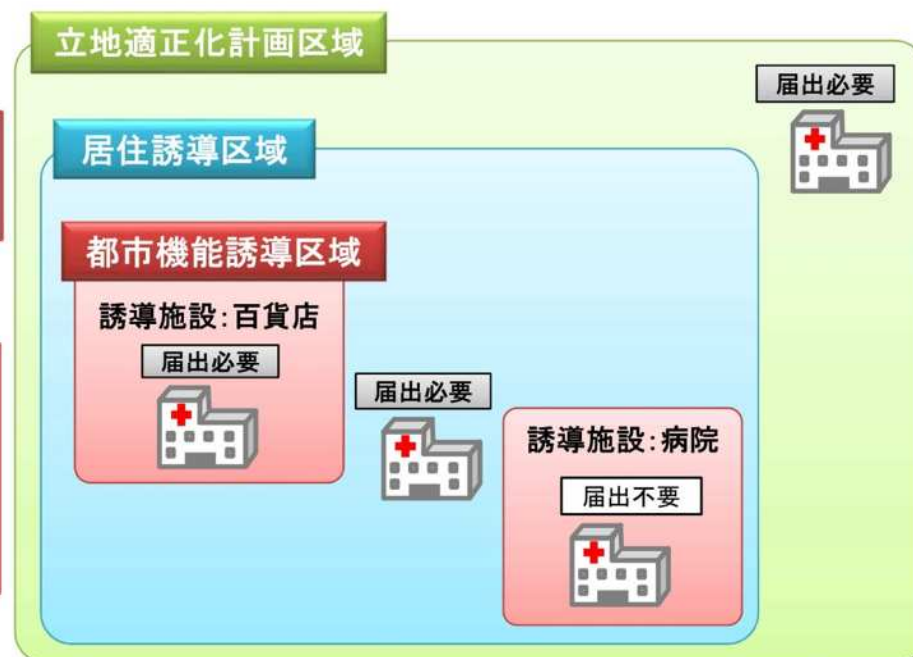 立地適正化計画区域
届出必要
居住誘導区域
都市機能誘導区域
誘導施設:百貨店
届出必要
届出必要
誘導施設:病院
届出不要